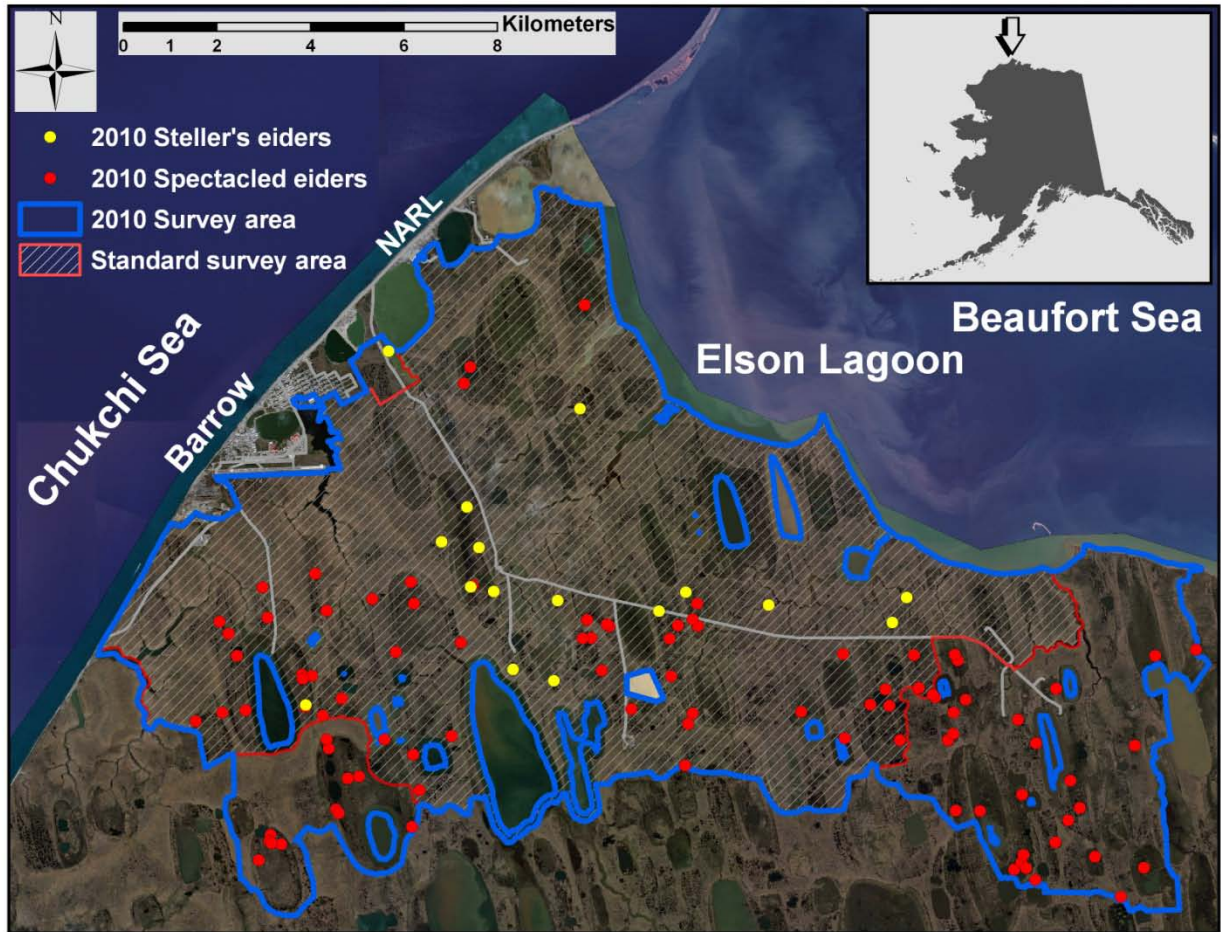 N
Kilometers
0 1 2 4 6 8
2010 Steller's eiders
2010 Spectacled eiders
2010 Survey area
Standard survey area
NARL
Barrow
Chukchi Sea
Elson Lagoon
Beaufort Sea